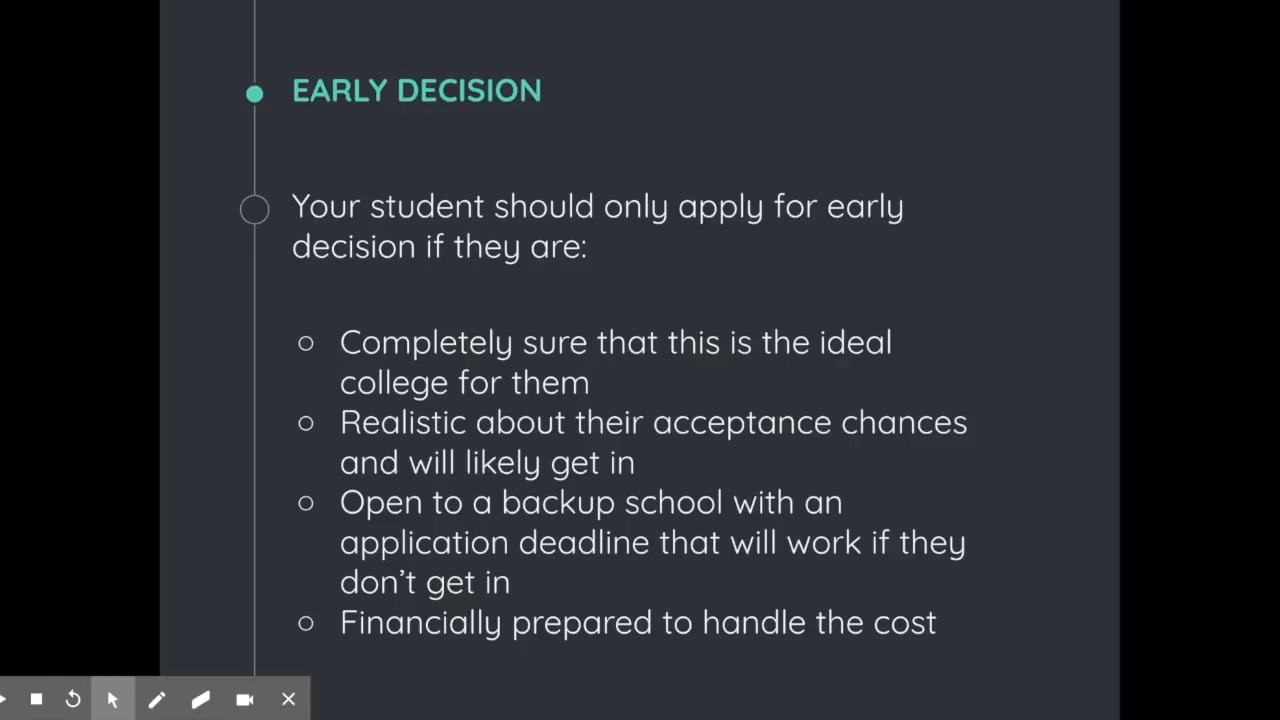 EARLY DECISION
Your student should only apply for early
decision if they are:
Completely sure that this is the ideal
college for them
Realistic about their acceptance chances
and will likely get in
Open to a backup school with an
application deadline that will work if they
don’t get in
Financially prepared to handle the cost